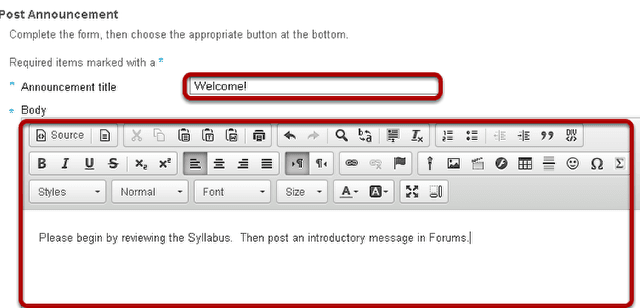 Post Announcement
Complete the form, then choose the appropriate button at the bottom.
Required items marked with a *
* Announcement title Welcome!
* Body
Source
B I U S x₂ x² ¶ ¶ Ω Σ
Styles Normal Font Size A A
Please begin by reviewing the Syllabus. Then post an introductory message in Forums.